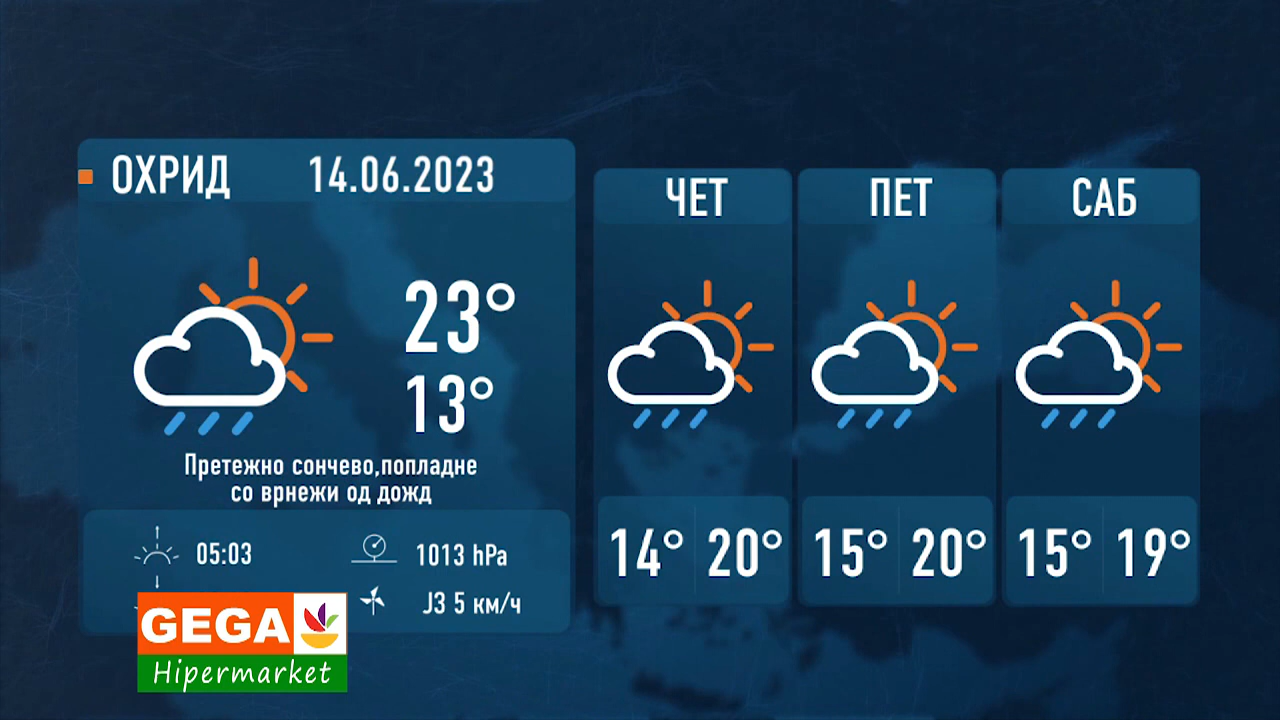 ОХРИД 14.06.2023
23°
13°
Претежно сончево,попладне
со врнежи од дожд
05:03
1013 hPa
ЈЗ 5 км/ч
GEGA
Hipermarket
ЧЕТ
14° 20°
ПЕТ
15° 20°
САБ
15° 19°